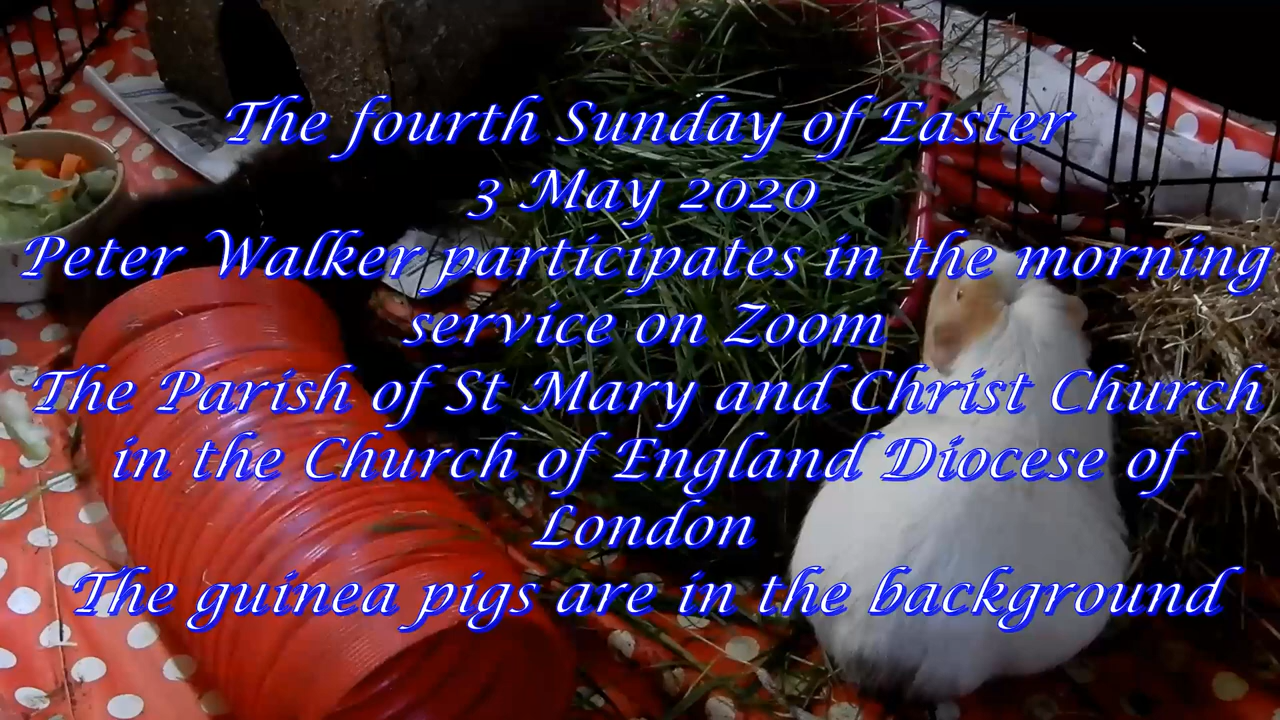 The fourth Sunday of Easter
3 May 2020
Peter Walker participates in the morning
service on Zoom
The Parish of St Mary and Christ Church
in the Church of England Diocese of
London
The guinea pigs are in the background